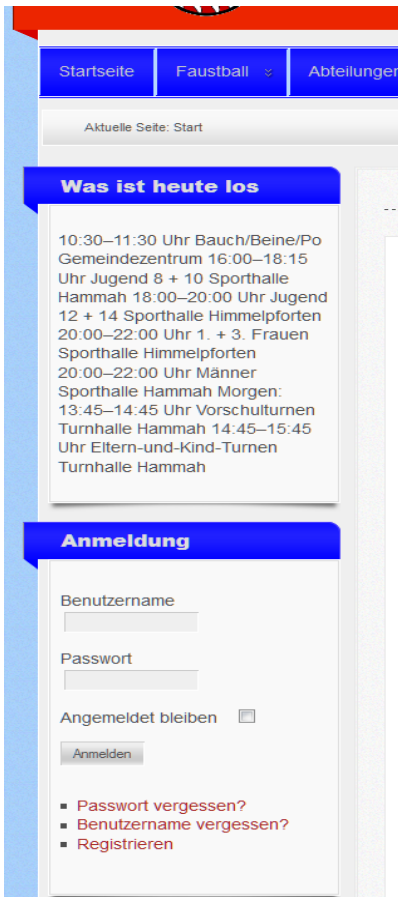 Startseite
Faustball
Abteilungen
Aktuelle Seite: Start
Was ist heute los
--
10:30–11:30 Uhr Bauch/Beine/Po
Gemeindezentrum 16:00–18:15
Uhr Jugend 8 + 10 Sporthalle
Hammah 18:00–20:00 Uhr Jugend
12 + 14 Sporthalle Himmelpforten
20:00–22:00 Uhr 1. + 3. Frauen
Sporthalle Himmelpforten
20:00–22:00 Uhr Männer
Sporthalle Hammah Morgen:
13:45–14:45 Uhr Vorschulturnen
Turnhalle Hammah 14:45–15:45
Uhr Eltern-und-Kind-Turnen
Turnhalle Hammah
Anmeldung
Benutzername
Passwort
Angemeldet bleiben
Anmelden
Passwort vergessen?
Benutzername vergessen?
Registrieren